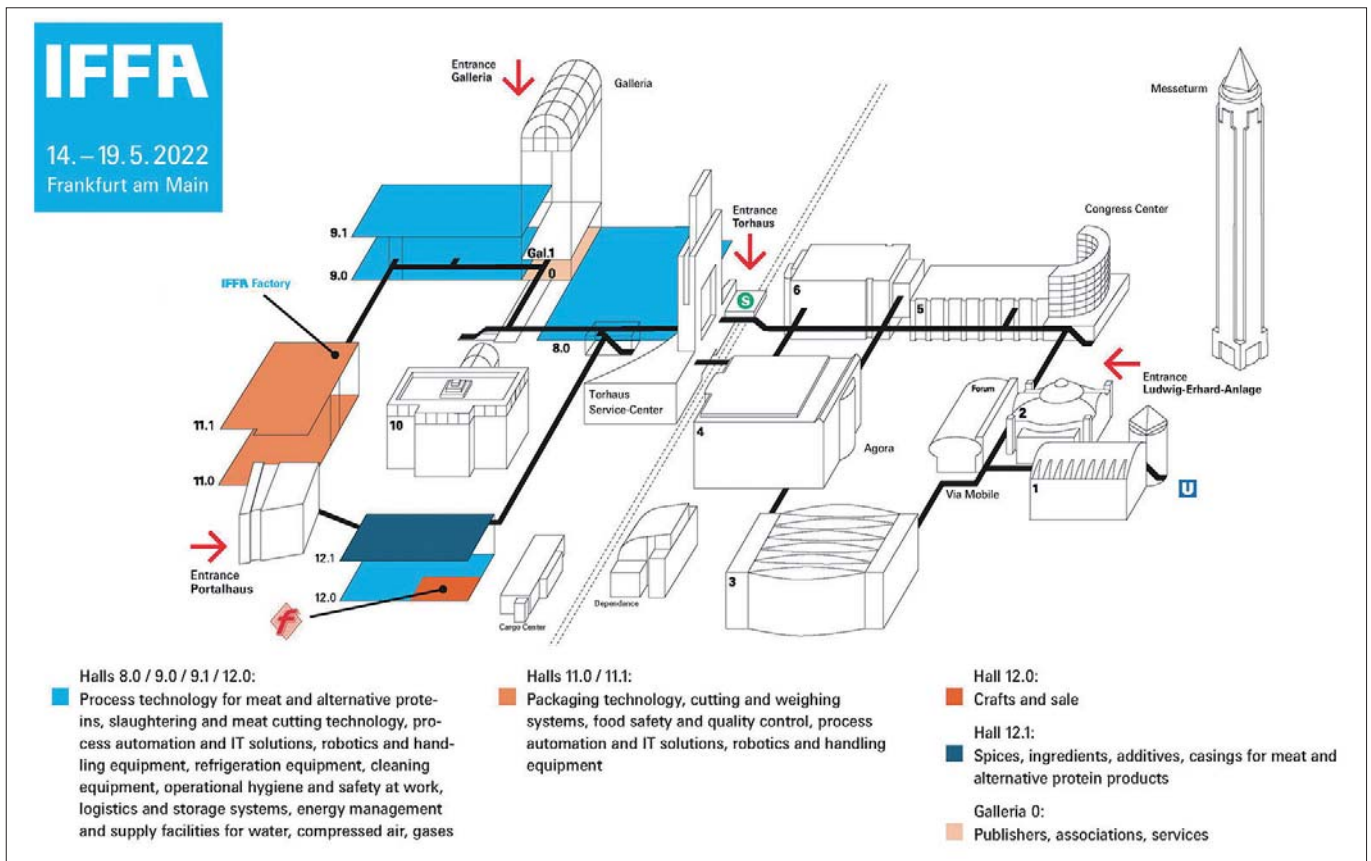 IFFA
14. – 19. 5. 2022
Frankfurt am Main
Entrance
Galleria
Galleria
Messeturm
Entrance
Torhaus
Congress Center
9.1
9.0
Gal.1
0
IFFA Factory
S
6
5
8.0
Entrance
Ludwig-Erhard-Anlage
Torhaus
Service-Center
Forum
2
11.1
10
4
Agora
11.0
Via Mobile
1
U
12.1
Entrance
Portalhaus
12.0
f
3
Dependance
Cargo Center
Halls 8.0 / 9.0 / 9.1 / 12.0:
Process technology for meat and alternative prote-
ins, slaughtering and meat cutting technology, pro-
cess automation and IT solutions, robotics and hand-
ling equipment, refrigeration equipment, cleaning
equipment, operational hygiene and safety at work,
logistics and storage systems, energy management
and supply facilities for water, compressed air, gases
Halls 11.0 / 11.1:
Packaging technology, cutting and weighing
systems, food safety and quality control, process
automation and IT solutions, robotics and handling
equipment
Hall 12.0:
Crafts and sale
Hall 12.1:
Spices, ingredients, additives, casings for meat and
alternative protein products
Galleria 0:
Publishers, associations, services